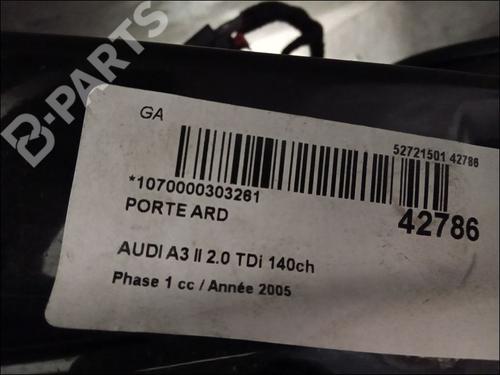 B-PARTS
GA
52721501 42786
*1070000303261
PORTE ARD
42786
AUDI A3 II 2.0 TDi 140ch
Phase 1 cc / Année 2005